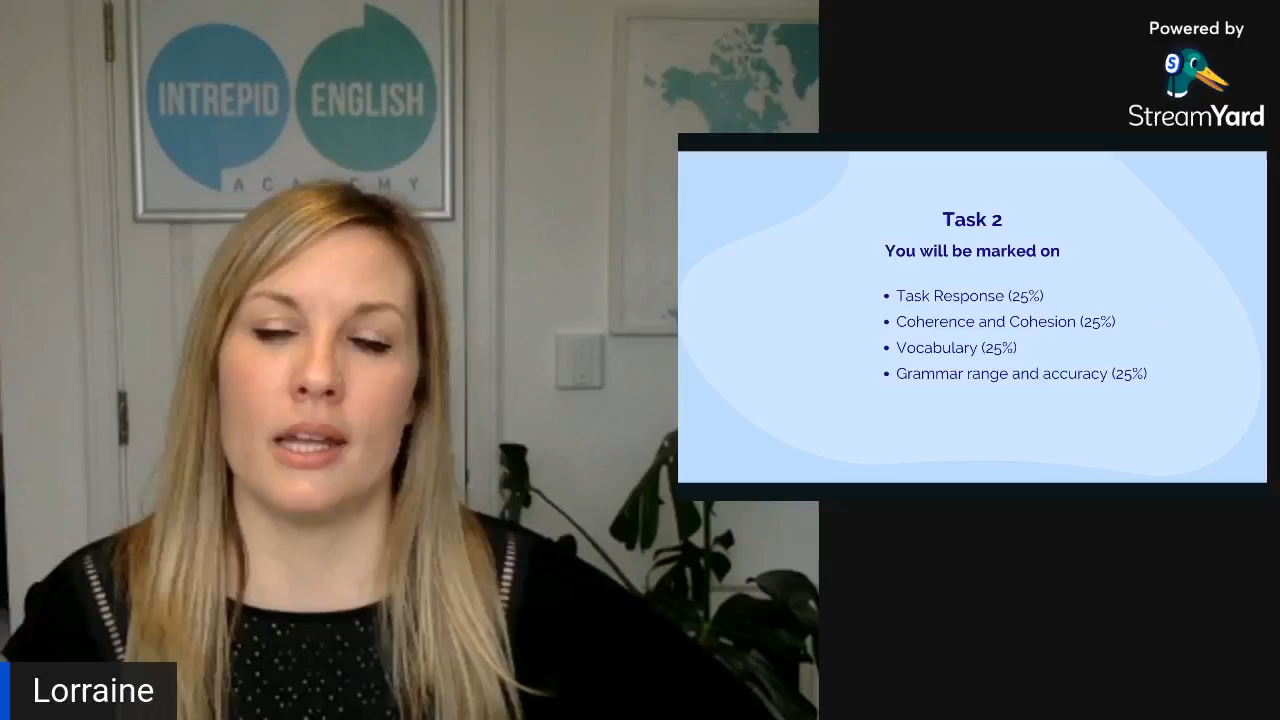 INTREPID ENGLISH
ACADEMY
Powered by
S
StreamYard
Task 2
You will be marked on
• Task Response (25%)
• Coherence and Cohesion (25%)
• Vocabulary (25%)
• Grammar range and accuracy (25%)
Lorraine